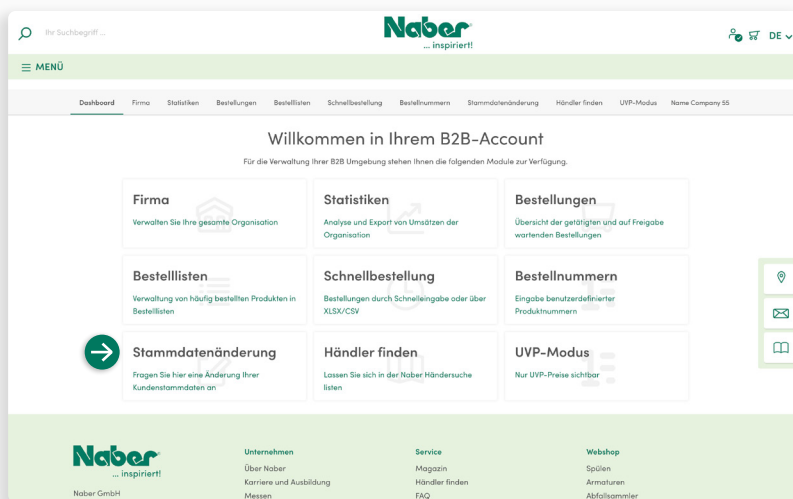 Ihr Suchbegriff ...
Naber
... inspiriert!
DE
MENÜ
Dashboard Firma Statistiken Bestellungen Bestelllisten Schnellbestellung Bestellnummern Stammdatenänderung Händler finden UVP-Modus Name Company 55
Willkommen in Ihrem B2B-Account
Für die Verwaltung Ihrer B2B Umgebung stehen Ihnen die folgenden Module zur Verfügung.
Firma
Verwalten Sie Ihre gesamte Organisation
Statistiken
Analyse und Export von Umsätzen der
Organisation
Bestellungen
Übersicht der getätigten und auf Freigabe
wartenden Bestellungen
Bestelllisten
Verwaltung von häufig bestellten Produkten in
Bestelllisten
Schnellbestellung
Bestellungen durch Schnelleingabe oder über
XLSX/CSV
Bestellnummern
Eingabe benutzerdefinierter
Produktnummern
Stammdatenänderung
Fragen Sie hier eine Änderung Ihrer
Kundenstammdaten an
Händler finden
Lassen Sie sich in der Naber Händersuche
listen
UVP-Modus
Nur UVP-Preise sichtbar
Naber
... inspiriert!
Naber GmbH
Unternehmen
Über Naber
Karriere und Ausbildung
Messen
Service
Magazin
Händler finden
FAQ
Webshop
Spülen
Armaturen
Abfallsammler